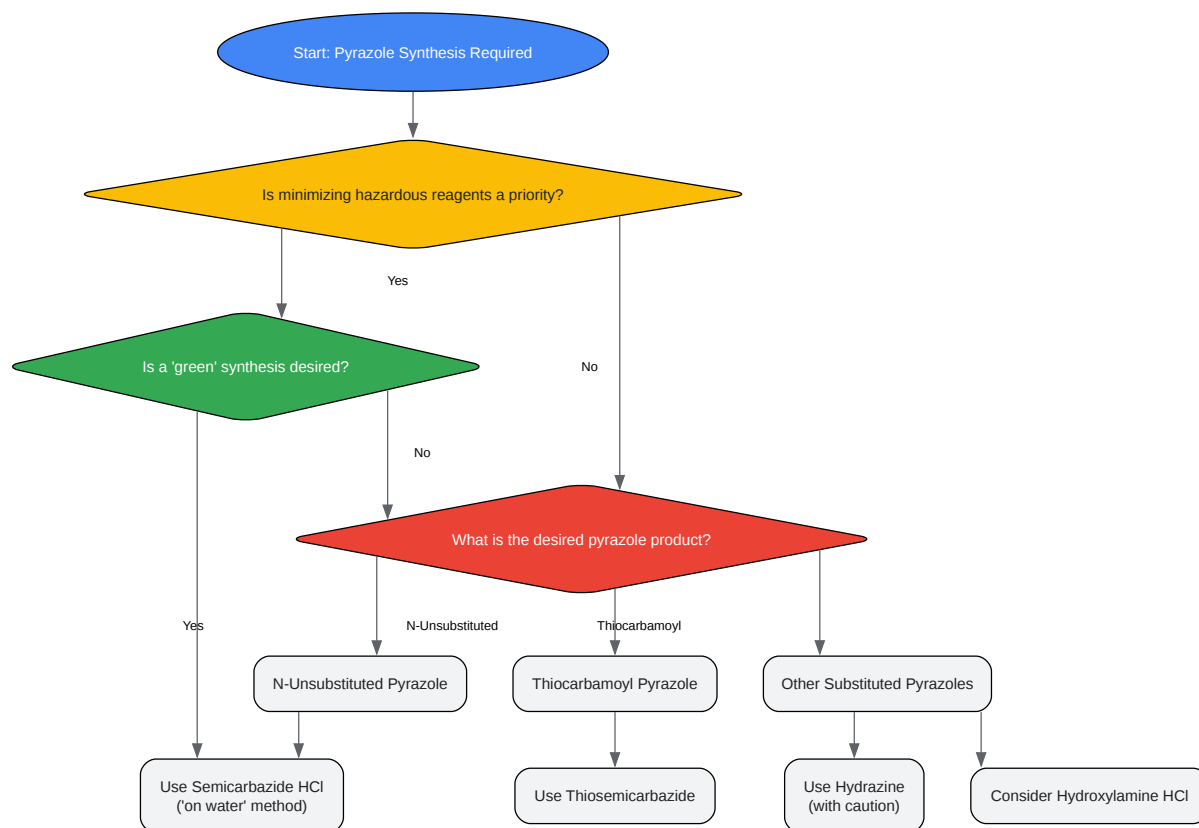 Start: Pyrazole Synthesis Required
Is minimizing hazardous reagents a priority?
Yes
Is a 'green' synthesis desired?
No
No
What is the desired pyrazole product?
Yes
N-Unsubstituted
Thiocarbamoyl
N-Unsubstituted Pyrazole
Thiocarbamoyl Pyrazole
Other Substituted Pyrazoles
Use Semicarbazide HCl
('on water' method)
Use Thiosemicarbazide
Use Hydrazine
(with caution)
Consider Hydroxylamine HCl